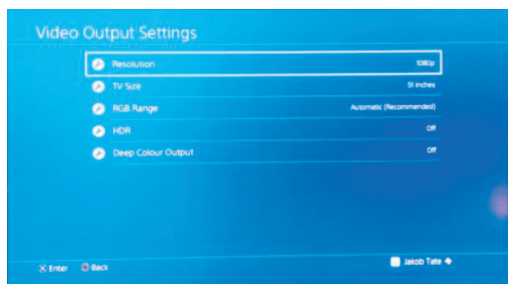 Video Output Settings
Resolution 1080p
TV Size 51 inches
RGB Range Automatic (Recommended)
HDR Off
Deep Colour Output Off
Enter Back Jakob Tate